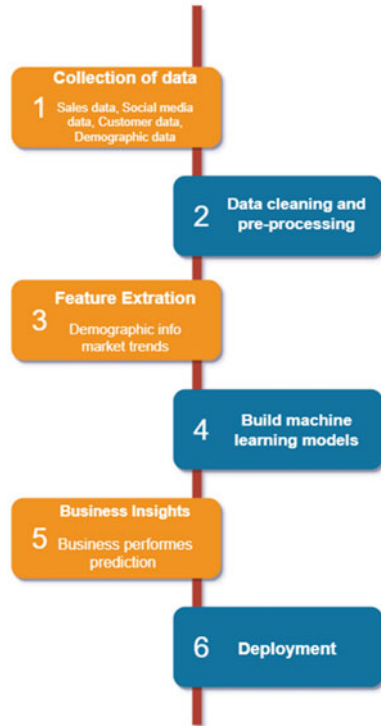 Collection of data
1
Sales data, Social media
data, Customer data,
Demographic data
2
Data cleaning and
pre-processing
Feature Extration
3
Demographic info
market trends
4
Build machine
learning models
Business Insights
5
Business performes
prediction
6
Deployment